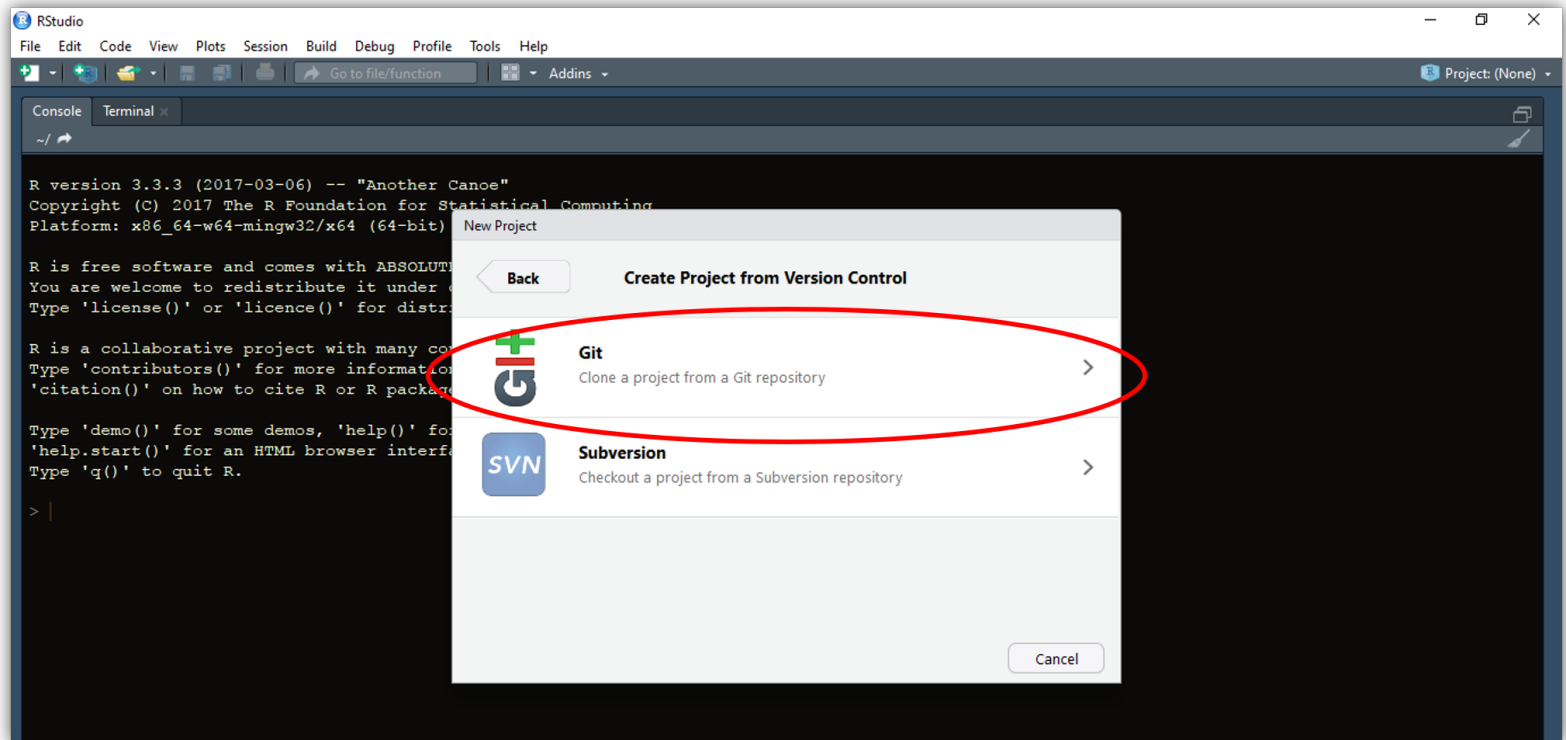 RStudio
File Edit Code View Plots Session Build Debug Profile Tools Help
Go to file/function Addins Project: (None)
Console Terminal
~/
R version 3.3.3 (2017-03-06) -- "Another Canoe"
Copyright (C) 2017 The R Foundation for Statistical Computing
Platform: x86_64-w64-mingw32/x64 (64-bit)
R is free software and comes with ABSOLUT
You are welcome to redistribute it under
Type 'license()' or 'licence()' for distr
R is a collaborative project with many co
Type 'contributors()' for more informatio
'citation()' on how to cite R or R packag
Type 'demo()' for some demos, 'help()' fo
'help.start()' for an HTML browser interf
Type 'q()' to quit R.
>
New Project
Back Create Project from Version Control
Git
Git
Clone a project from a Git repository
SVN
Subversion
Checkout a project from a Subversion repository
Cancel